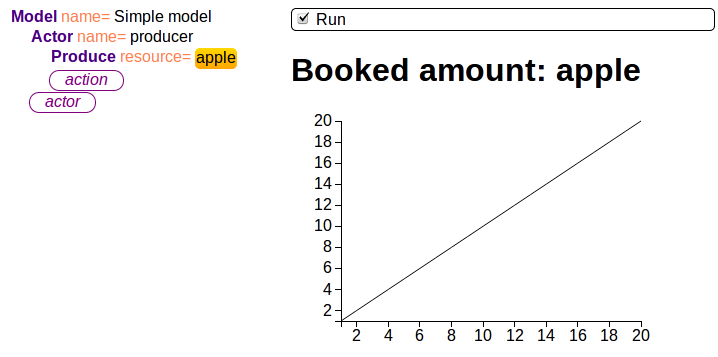 Model name= Simple model
Actor name= producer
Produce resource= apple
action
actor
Run
Booked amount: apple
20
18
16
14
12
10
8
6
4
2
2 4 6 8 10 12 14 16 18 20